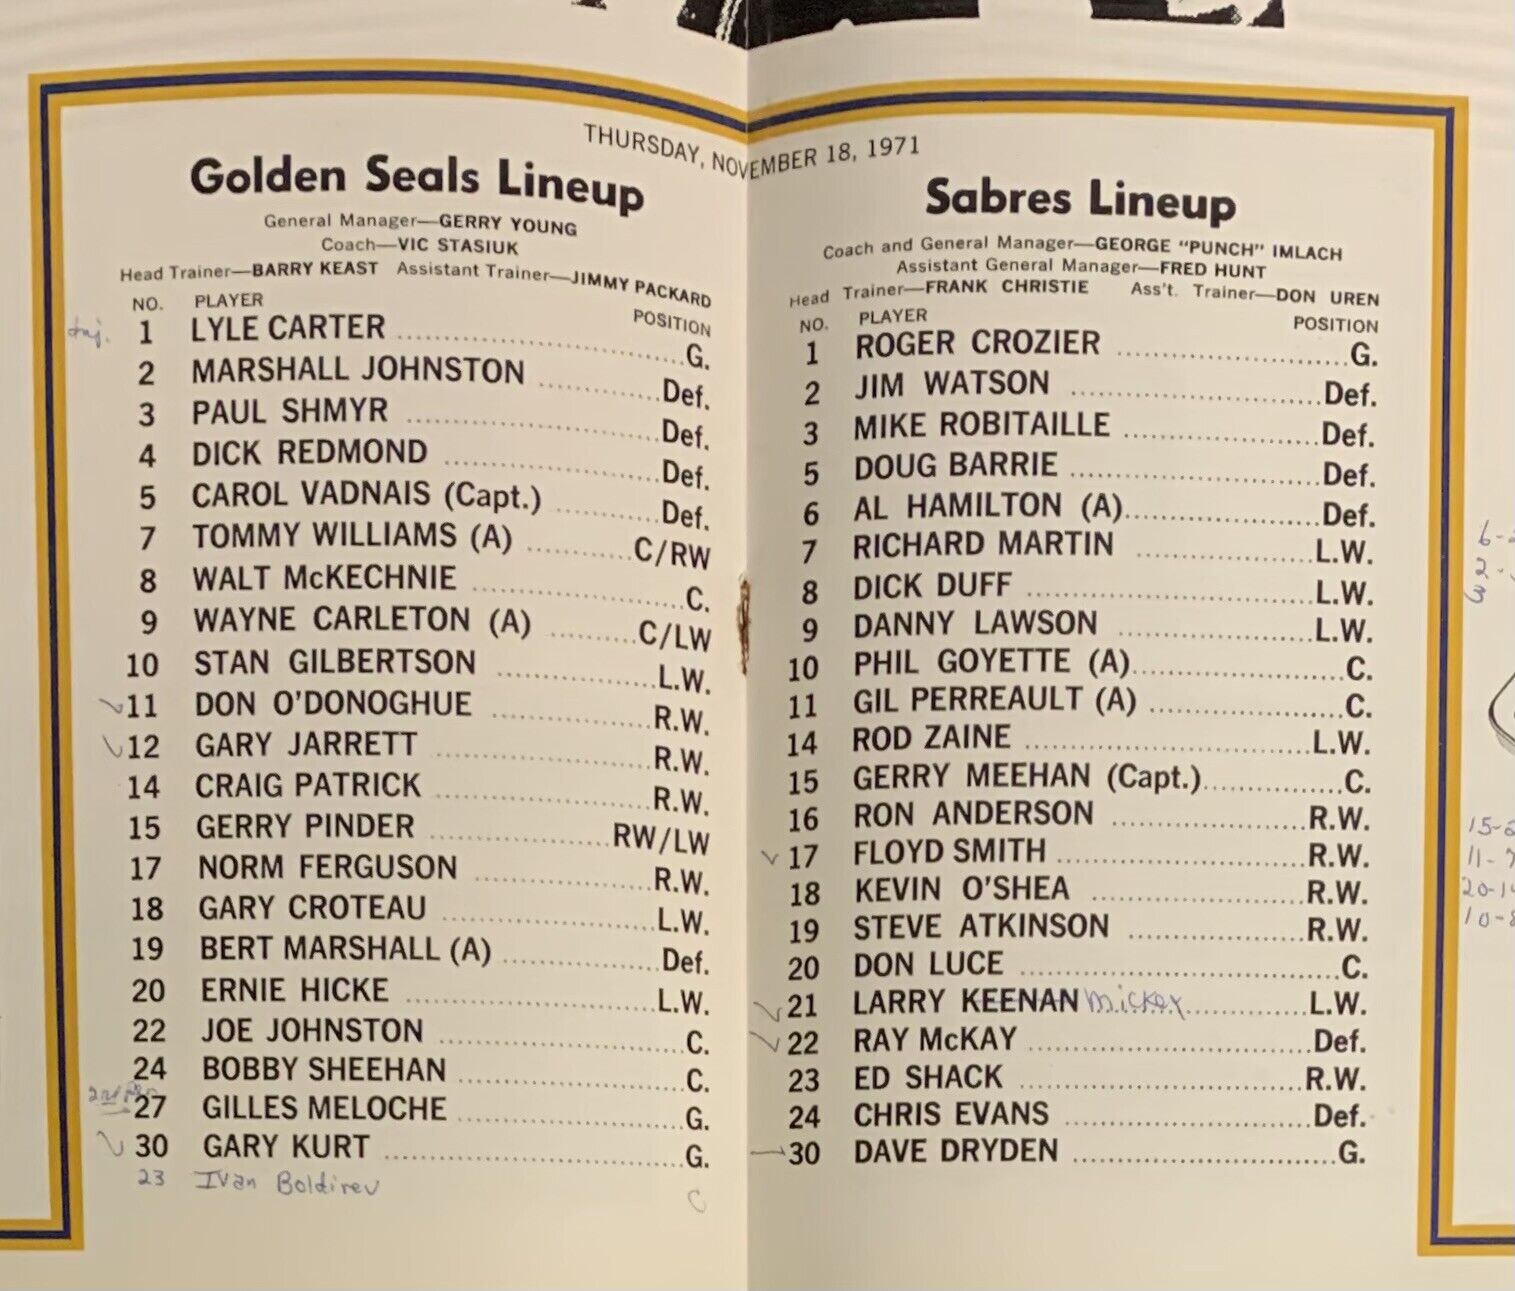 THURSDAY, NOVEMBER 18, 1971
Golden Seals Lineup
General Manager—GERRY YOUNG
Coach—VIC STASIUK
Head Trainer—BARRY KEAST Assistant Trainer—JIMMY PACKARD
NO. PLAYER POSITION
inj. 1 LYLE CARTER G.
2 MARSHALL JOHNSTON Def.
3 PAUL SHMYR Def.
4 DICK REDMOND Def.
5 CAROL VADNAIS (Capt.) Def.
7 TOMMY WILLIAMS (A) C/RW
8 WALT McKECHNIE C.
9 WAYNE CARLETON (A) C/LW
10 STAN GILBERTSON L.W.
11 DON O'DONOGHUE R.W.
12 GARY JARRETT R.W.
14 CRAIG PATRICK R.W.
15 GERRY PINDER RW/LW
17 NORM FERGUSON R.W.
18 GARY CROTEAU L.W.
19 BERT MARSHALL (A) Def.
20 ERNIE HICKE L.W.
22 JOE JOHNSTON C.
24 BOBBY SHEEHAN C.
27 GILLES MELOCHE G.
30 GARY KURT G.
23 Ivan Boldirev C
Sabres Lineup
Coach and General Manager—GEORGE "PUNCH" IMLACH
Assistant General Manager—FRED HUNT
Head Trainer—FRANK CHRISTIE Ass't. Trainer—DON UREN
NO. PLAYER POSITION
1 ROGER CROZIER G.
2 JIM WATSON Def.
3 MIKE ROBITAILLE Def.
5 DOUG BARRIE Def.
6 AL HAMILTON (A) Def.
7 RICHARD MARTIN L.W.
8 DICK DUFF L.W.
9 DANNY LAWSON L.W.
10 PHIL GOYETTE (A) C.
11 GIL PERREAULT (A) C.
14 ROD ZAINE L.W.
15 GERRY MEEHAN (Capt.) C.
16 RON ANDERSON R.W.
17 FLOYD SMITH R.W.
18 KEVIN O'SHEA R.W.
19 STEVE ATKINSON R.W.
20 DON LUCE C.
21 LARRY KEENAN Mickey L.W.
22 RAY McKAY Def.
23 ED SHACK R.W.
24 CHRIS EVANS Def.
30 DAVE DRYDEN G.